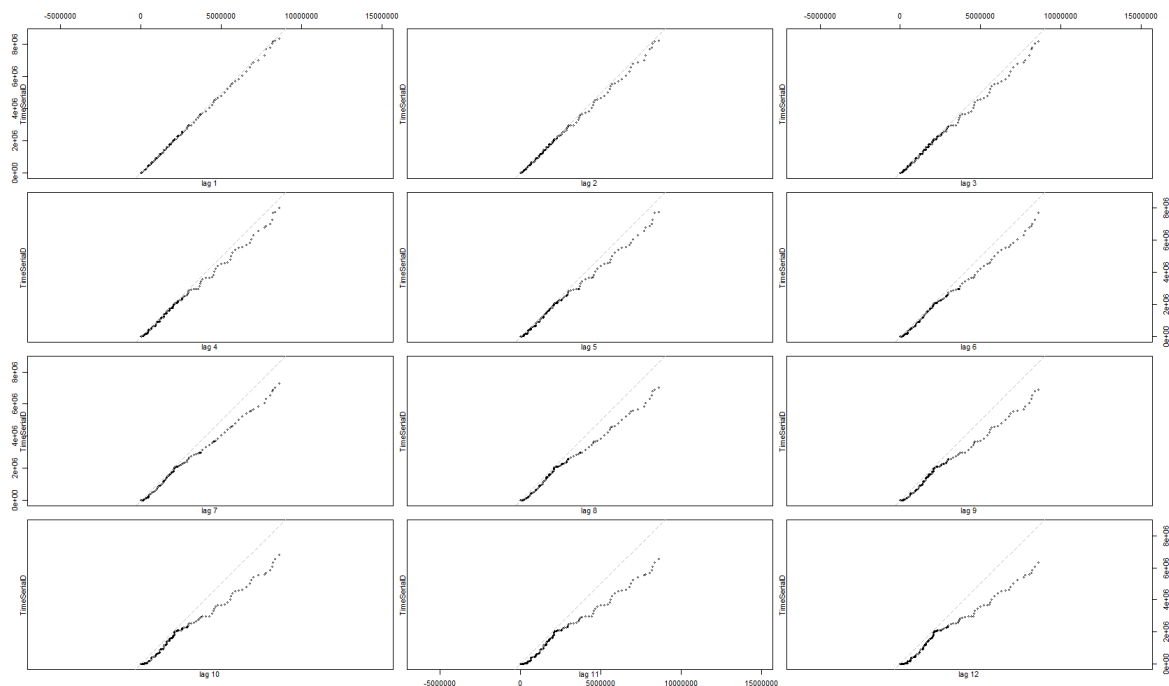 -5000000 0 5000000 10000000 15000000 -5000000 0 5000000 10000000 15000000
0e+00 2e+06 4e+06 6e+06 8e+06
TimeSerialD TimeSerialD TimeSerialD
lag 1 lag 2 lag 3
TimeSerialD TimeSerialD TimeSerialD
0e+00 2e+06 4e+06 6e+06 8e+06
lag 4 lag 5 lag 6
0e+00 2e+06 4e+06 6e+06 8e+06
TimeSerialD TimeSerialD TimeSerialD
lag 7 lag 8 lag 9
TimeSerialD TimeSerialD TimeSerialD
0e+00 2e+06 4e+06 6e+06 8e+06
lag 10 lag 11 lag 12
-5000000 0 5000000 10000000 15000000